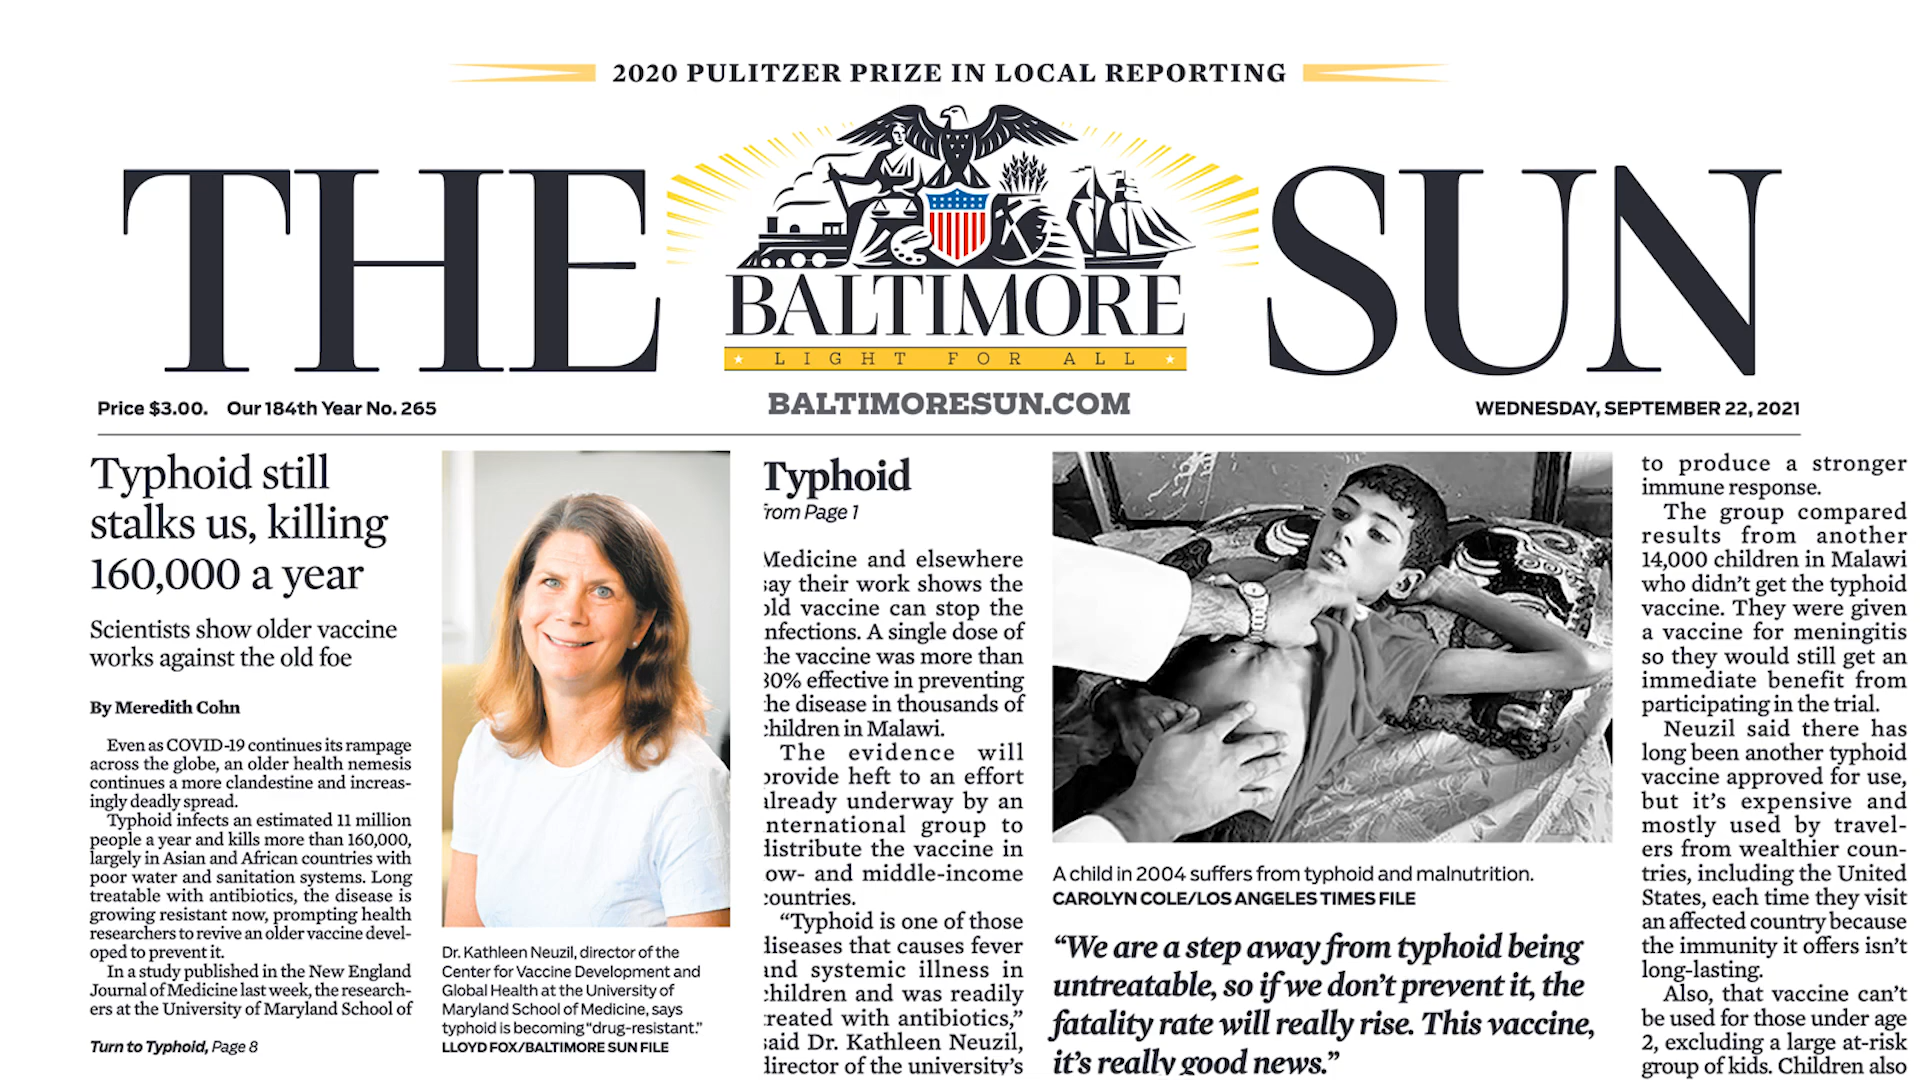 2020 PULITZER PRIZE IN LOCAL REPORTING
THE
BALTIMORE
SUN
LIGHT FOR ALL
Price $3.00. Our 184th Year No. 265
BALTIMORESUN.COM
WEDNESDAY, SEPTEMBER 22, 2021
Typhoid still
stalks us, killing
160,000 a year
Scientists show older vaccine
works against the old foe
By Meredith Cohn
Even as COVID-19 continues its rampage
across the globe, an older health nemesis
continues a more clandestine and increas-
ingly deadly spread.
Typhoid infects an estimated 11 million
people a year and kills more than 160,000,
largely in Asian and African countries with
poor water and sanitation systems. Long
treatable with antibiotics, the disease is
growing resistant now, prompting health
researchers to revive an older vaccine devel-
oped to prevent it.
In a study published in the New England
Journal of Medicine last week, the research-
ers at the University of Maryland School of
Turn to Typhoid, Page 8
Dr. Kathleen Neuzil, director of the
Center for Vaccine Development and
Global Health at the University of
Maryland School of Medicine, says
typhoid is becoming “drug-resistant.”
LLOYD FOX/BALTIMORE SUN FILE
Typhoid
from Page 1
Medicine and elsewhere
say their work shows the
old vaccine can stop the
infections. A single dose of
the vaccine was more than
80% effective in preventing
the disease in thousands of
children in Malawi.
The evidence will
provide heft to an effort
already underway by an
international group to
distribute the vaccine in
low- and middle-income
countries.
“Typhoid is one of those
diseases that causes fever
and systemic illness in
children and was readily
treated with antibiotics,”
said Dr. Kathleen Neuzil,
director of the university’s
A child in 2004 suffers from typhoid and malnutrition.
CAROLYN COLE/LOS ANGELES TIMES FILE
“We are a step away from typhoid being
untreatable, so if we don’t prevent it, the
fatality rate will really rise. This vaccine,
it’s really good news.”
to produce a stronger
immune response.
The group compared
results from another
14,000 children in Malawi
who didn’t get the typhoid
vaccine. They were given
a vaccine for meningitis
so they would still get an
immediate benefit from
participating in the trial.
Neuzil said there has
long been another typhoid
vaccine approved for use,
but it’s expensive and
mostly used by travel-
ers from wealthier coun-
tries, including the United
States, each time they visit
an affected country because
the immunity it offers isn’t
long-lasting.
Also, that vaccine can’t
be used for those under age
2, excluding a large at-risk
group of kids. Children also